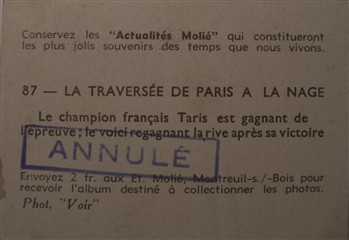 Conservez les "Actualités Molié" qui constitueront
les plus jolis souvenirs des temps que nous vivons.
87 — LA TRAVERSÉE DE PARIS A LA NAGE
Le champion français Taris est gagnant de
l'épreuve ; le voici regagnant la rive après sa victoire
ANNULÉ
Envoyez 2 fr. aux Et. Molié, Montreuil-s./-Bois pour
recevoir l'album destiné à collectionner les photos.
Phot. "Voir"